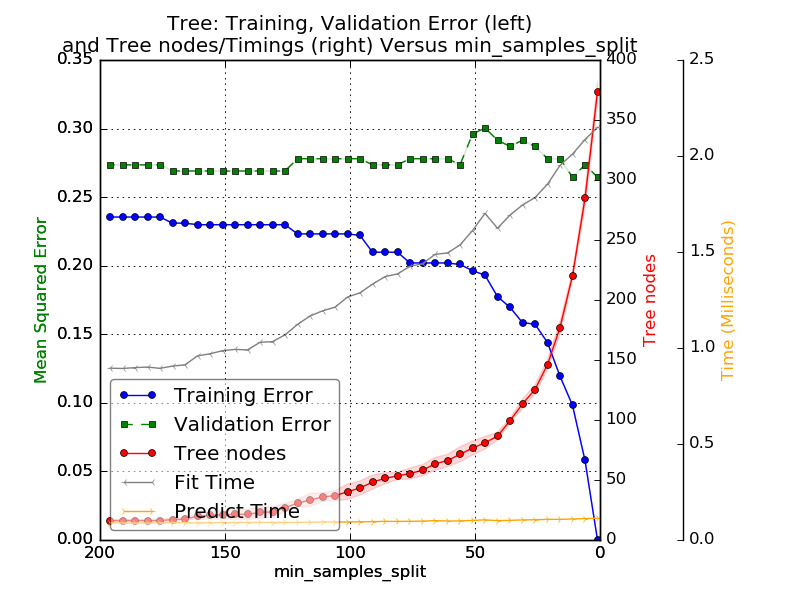 Tree: Training, Validation Error (left)
and Tree nodes/Timings (right) Versus min_samples_split
0.35
0.30
0.25
0.20
0.15
0.10
0.05
0.00
Mean Squared Error
200
150
100
50
0
min_samples_split
Training Error
Validation Error
Tree nodes
Fit Time
Predict Time
400
350
300
250
200
150
100
50
0
Tree nodes
2.5
2.0
1.5
1.0
0.5
0.0
Time (Milliseconds)